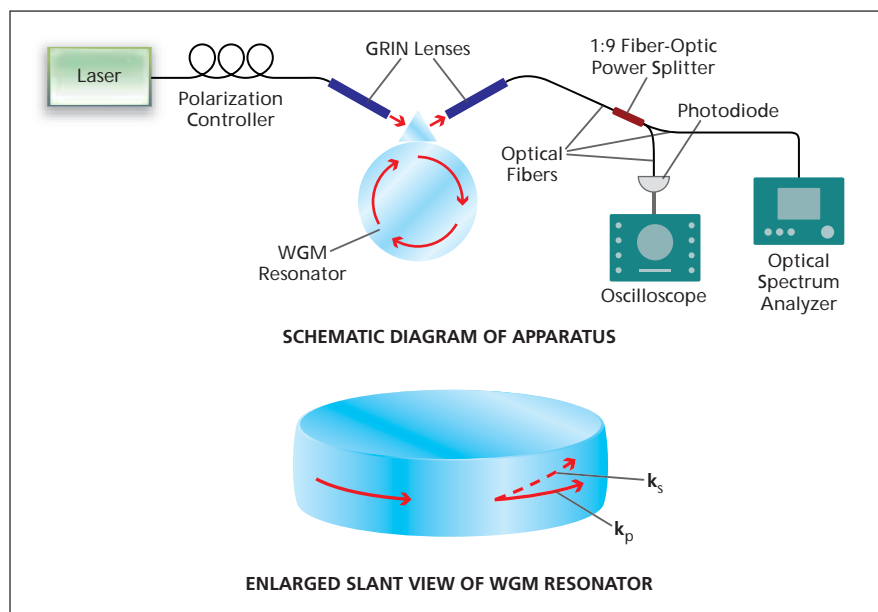 Laser
Polarization
Controller
GRIN Lenses
1:9 Fiber-Optic
Power Splitter
Photodiode
Optical
Fibers
WGM
Resonator
Oscilloscope
Optical
Spectrum
Analyzer
SCHEMATIC DIAGRAM OF APPARATUS
ks
kp
ENLARGED SLANT VIEW OF WGM RESONATOR